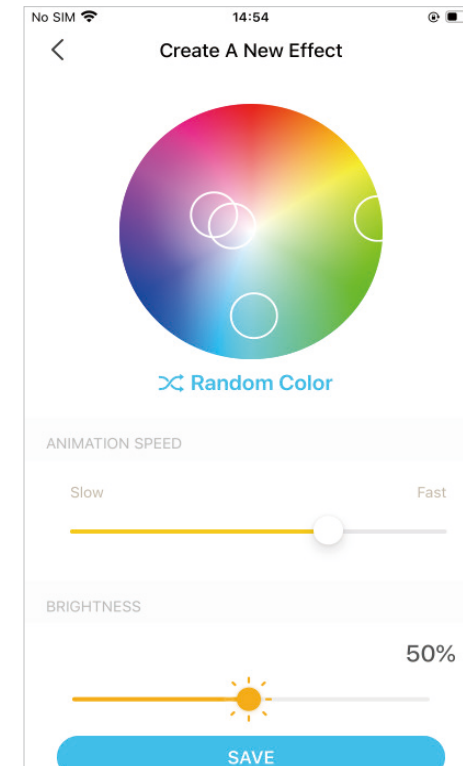 No SIM 14:54
Create A New Effect
Random Color
ANIMATION SPEED
Slow Fast
BRIGHTNESS
50%
SAVE